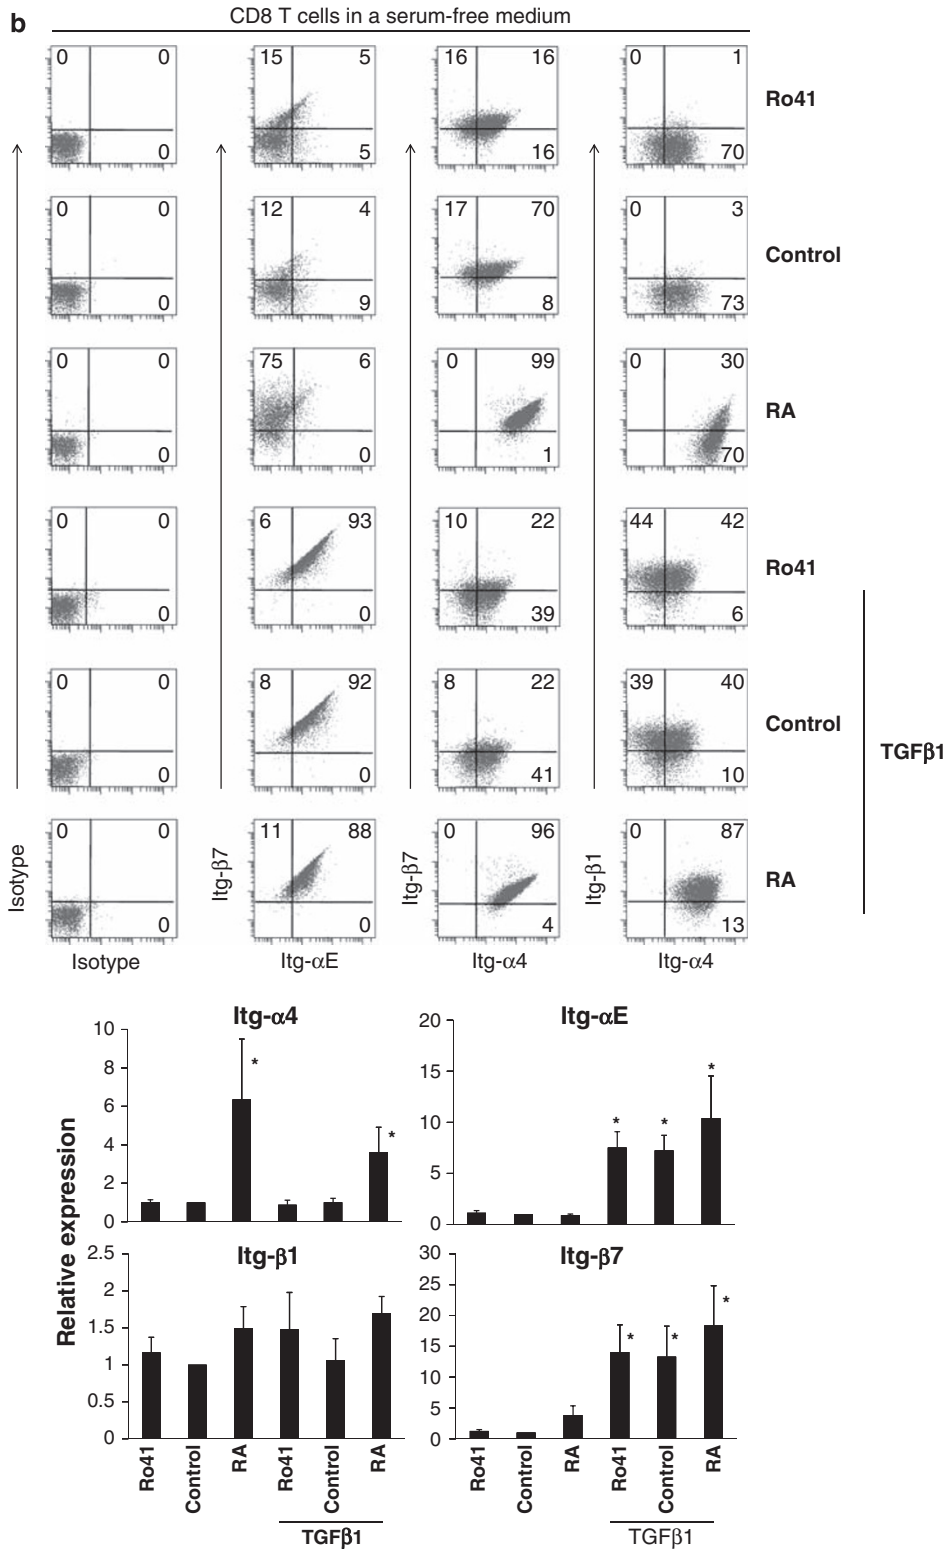 b
CD8 T cells in a serum-free medium
0 0 15 5 16 16 0 1
Ro41
0 5 16 70
0 0 12 4 17 70 0 3
Control
0 9 8 73
0 0 75 6 0 99 0 30
RA
0 0 1 70
0 0 6 93 10 22 44 42
Ro41
0 0 39 6
0 0 8 92 8 22 39 40
Control
TGFβ1
0 0 41 10
0 0 11 88 0 96 0 87
Isotype Itg-β7 Itg-β7 Itg-β1
RA
0 0 4 13
Isotype Itg-αE Itg-α4 Itg-α4
Relative expression
Itg-α4
10
8
6
4
2
0
*
*
Itg-αE
20
15
10
5
0
*
*
*
Itg-β1
2.5
2
1.5
1
0.5
0
Itg-β7
30
25
20
15
10
5
0
*
*
*
Ro41 Control RA Ro41 Control RA Ro41 Control RA Ro41 Control RA
TGFβ1 TGFβ1